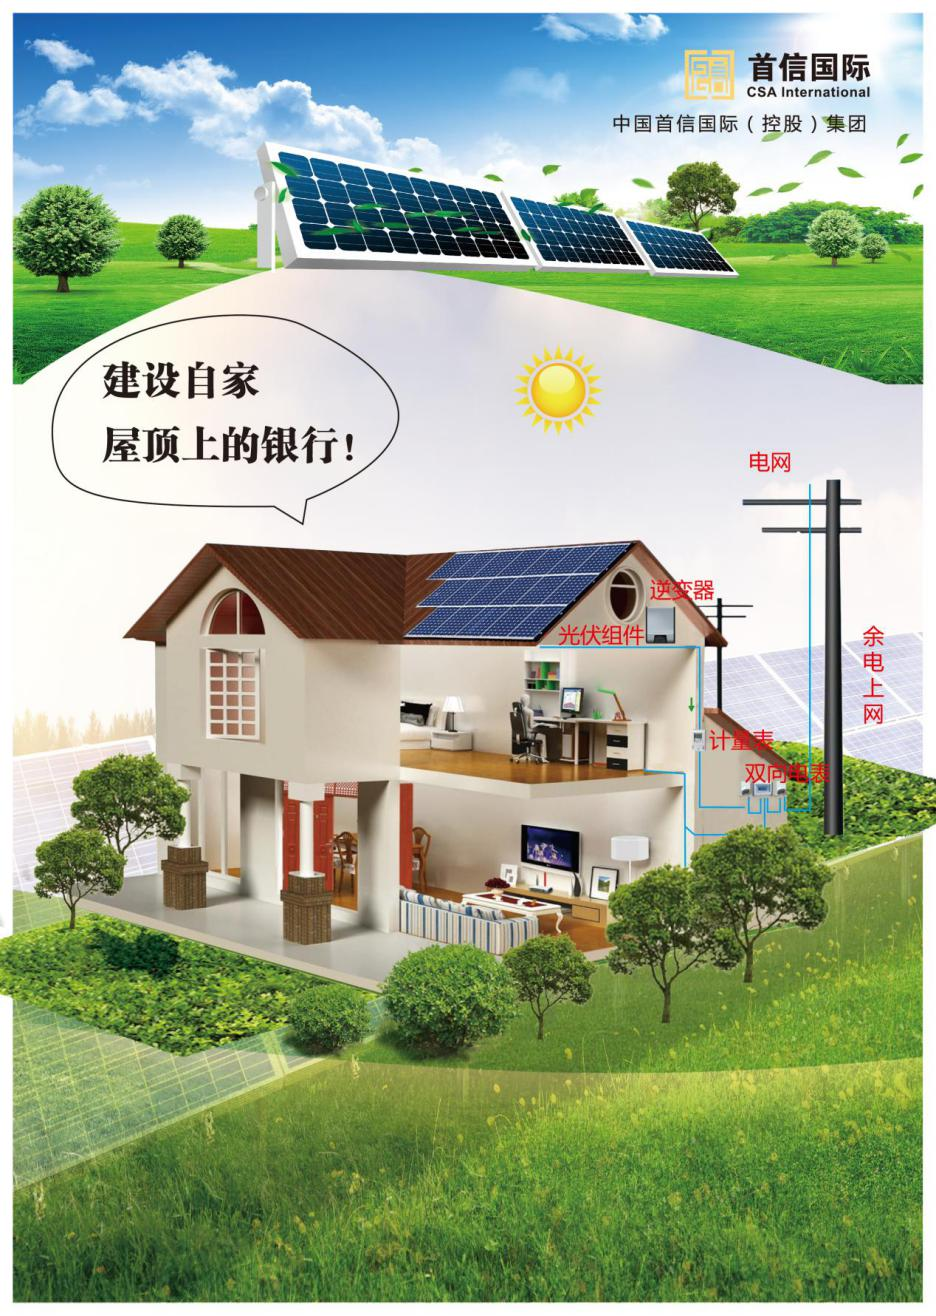 首信国际
CSA International
中国首信国际（控股）集团
建设自家
屋顶上的银行！
电网
逆变器
光伏组件
余电上网
计量表
双向电表